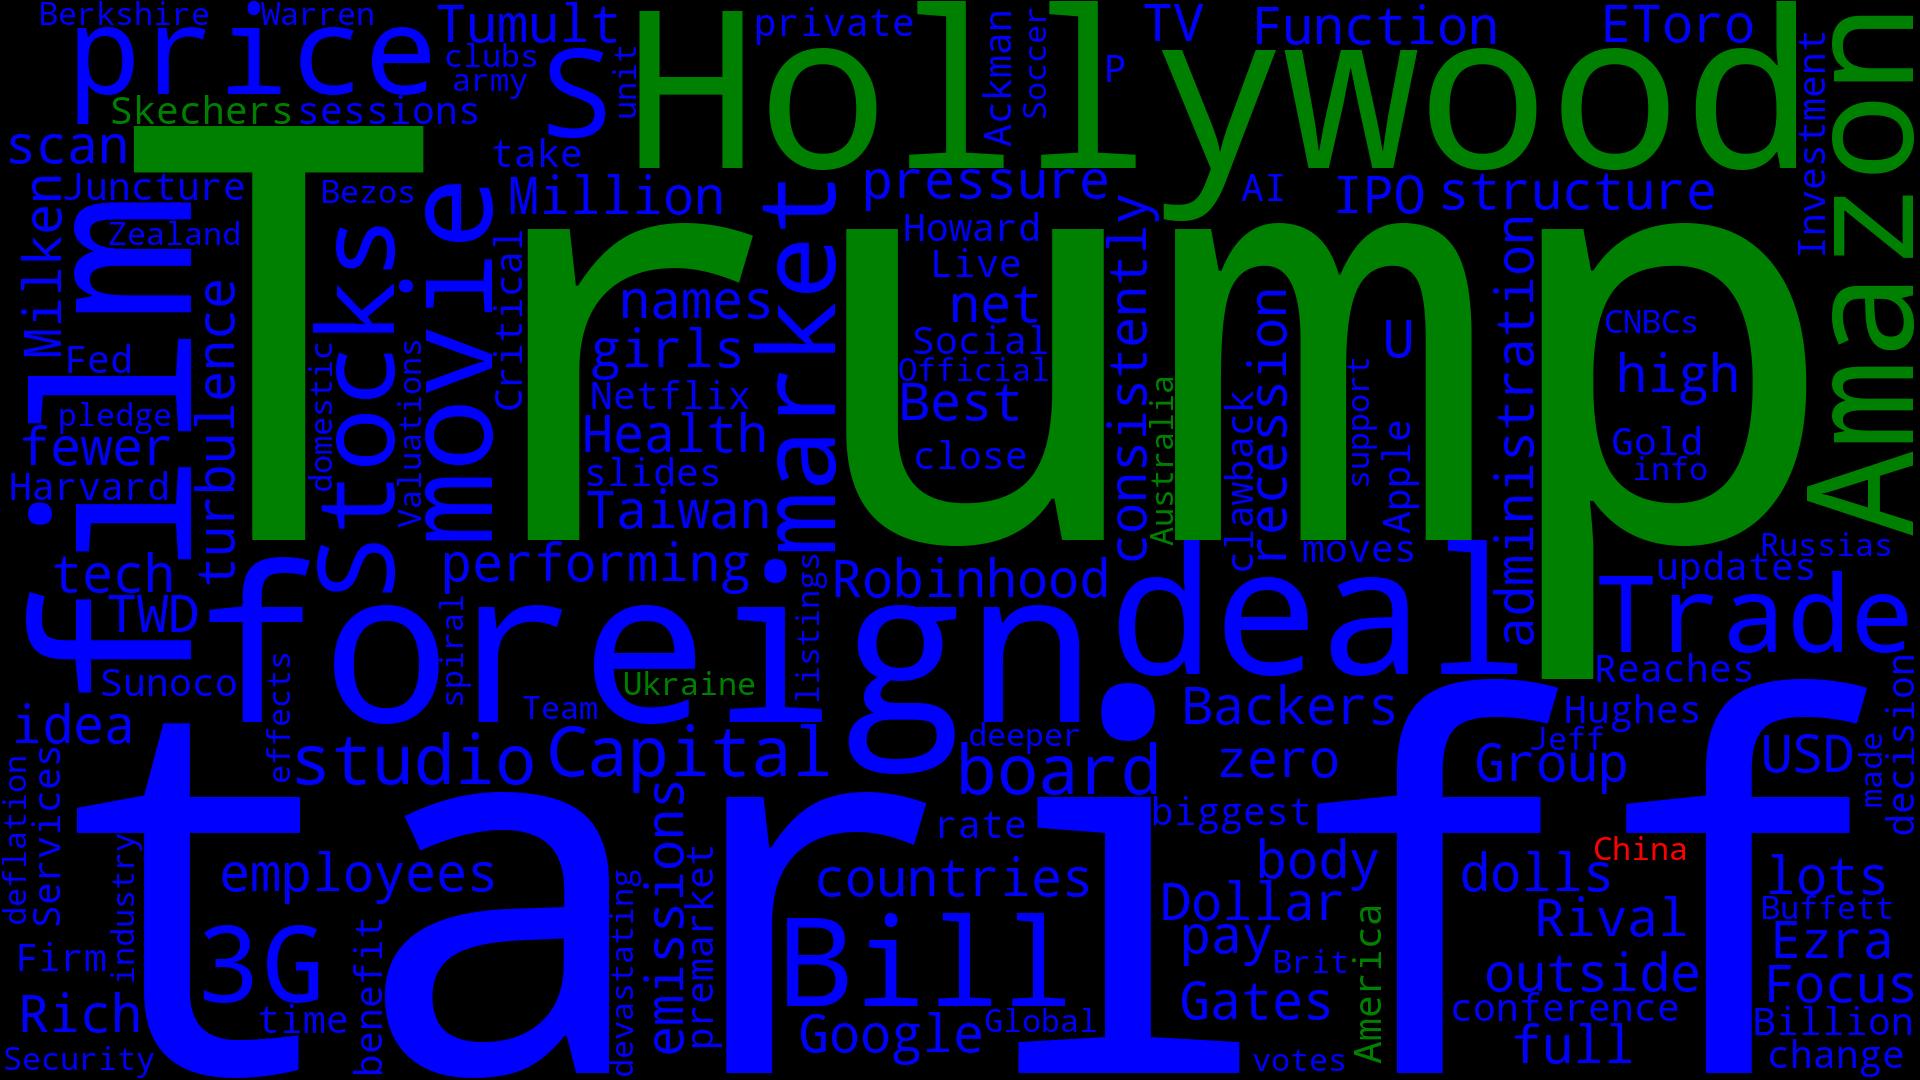 Berkshire
Warren
price
Tumult
clubs
army
S
unit
Hollywood
private
Ackman
Soccer
P
TV
Function
EToro
Investment
Amazon
Skechers
sessions
scan
Trump
take
Juncture
Bezos
Million
pressure
AI
IPO
structure
Milken
film
Zealand
stocks
movie
Critical
market
Howard
Live
net
Social
Official
Best
close
consistently
Australia
names
girls
Netflix
Health
slides
Taiwan
Fed
pledge
fewer
Harvard
turbulence
domestic
Valuations
clawback
recession
U
support
Apple
administration
CNBCs
high
Gold
info
tech
TWD
foreign
performing
Robinhood
deal
moves
Russias
updates
Trade
Sunoco
effects
spiral
listings
Team
Ukraine
Reaches
idea
studio
Capital
deeper
board
Backers
zero
Hughes
Jeff
Group
USD
made
decision
tariff
deflation
Services
industry
employees
emissions
premarket
rate
biggest
countries
body
dolls
China
lots
Dollar
Buffett
3G
Firm
benefit
devastating
Bill
pay
Brit
America
Rival
Ezra
outside
Focus
Rich
time
Google
Global
Gates
conference
Billion
full
Security
votes
change